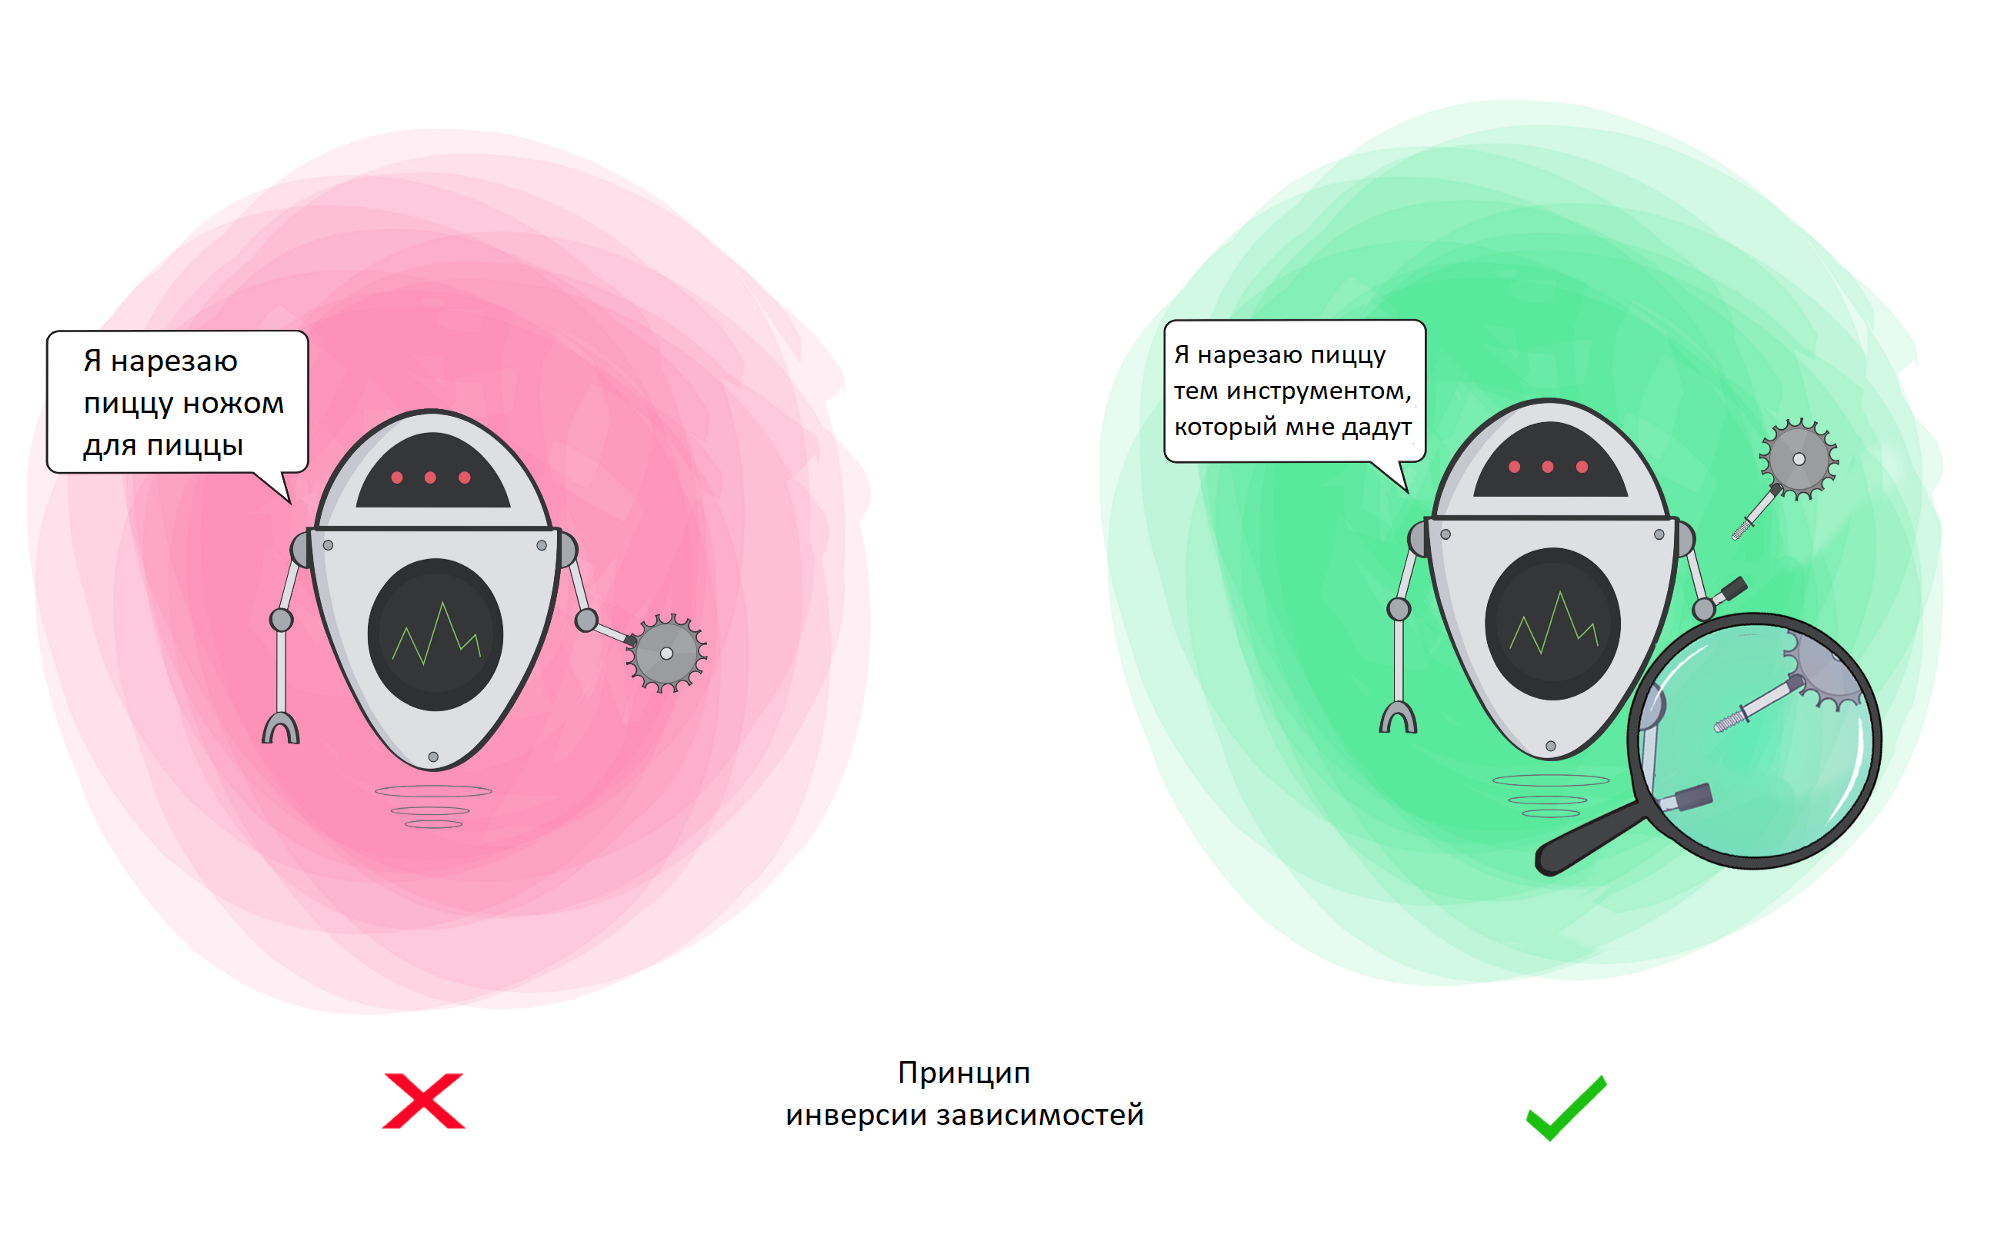 Я нарезаю
пиццу ножом
для пиццы
Я нарезаю пиццу
тем инструментом,
который мне дадут
Принцип
инверсии зависимостей